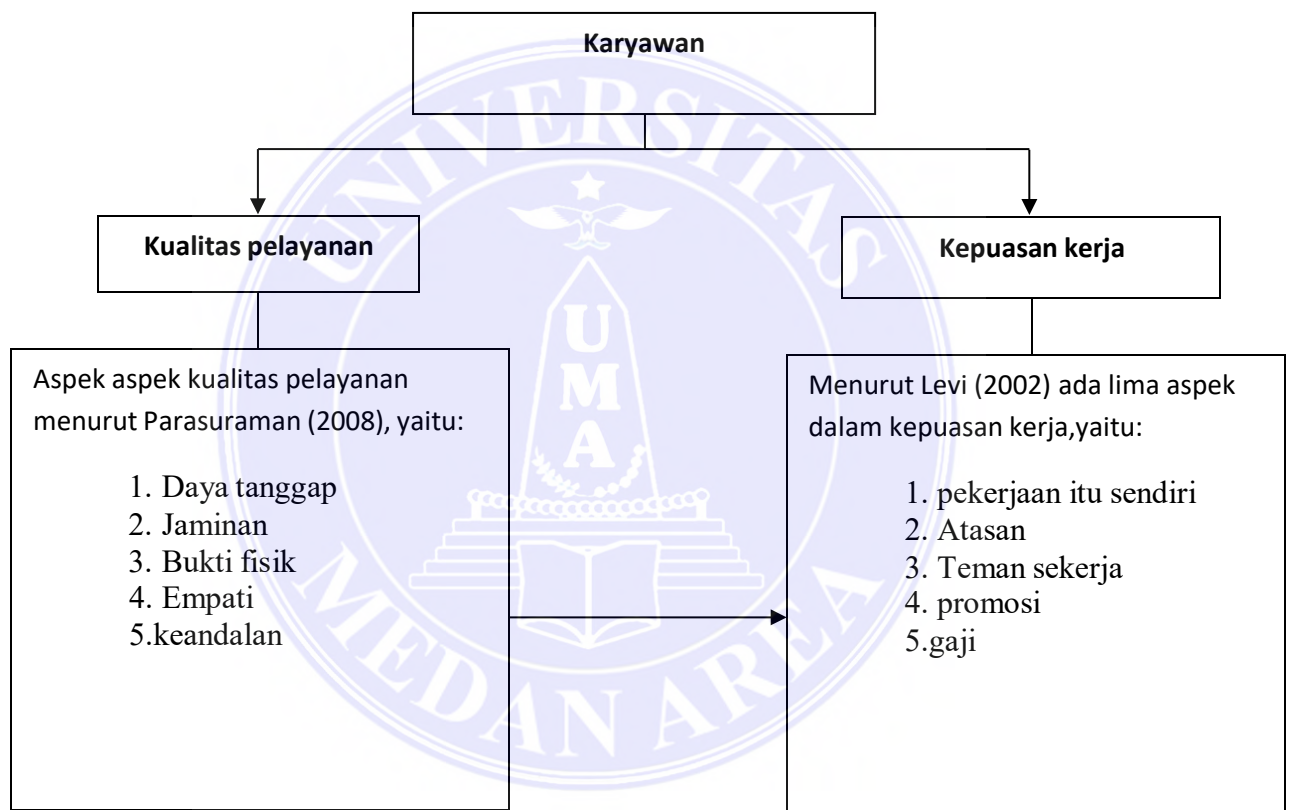 Karyawan
Kualitas pelayanan
Kepuasan kerja
Aspek aspek kualitas pelayanan
menurut Parasuraman (2008), yaitu:
1. Daya tanggap
2. Jaminan
3. Bukti fisik
4. Empati
5.keandalan
Menurut Levi (2002) ada lima aspek
dalam kepuasan kerja,yaitu:
1. pekerjaan itu sendiri
2. Atasan
3. Teman sekerja
4. promosi
5.gaji
UNIVERSITAS
UMA
MEDAN AREA